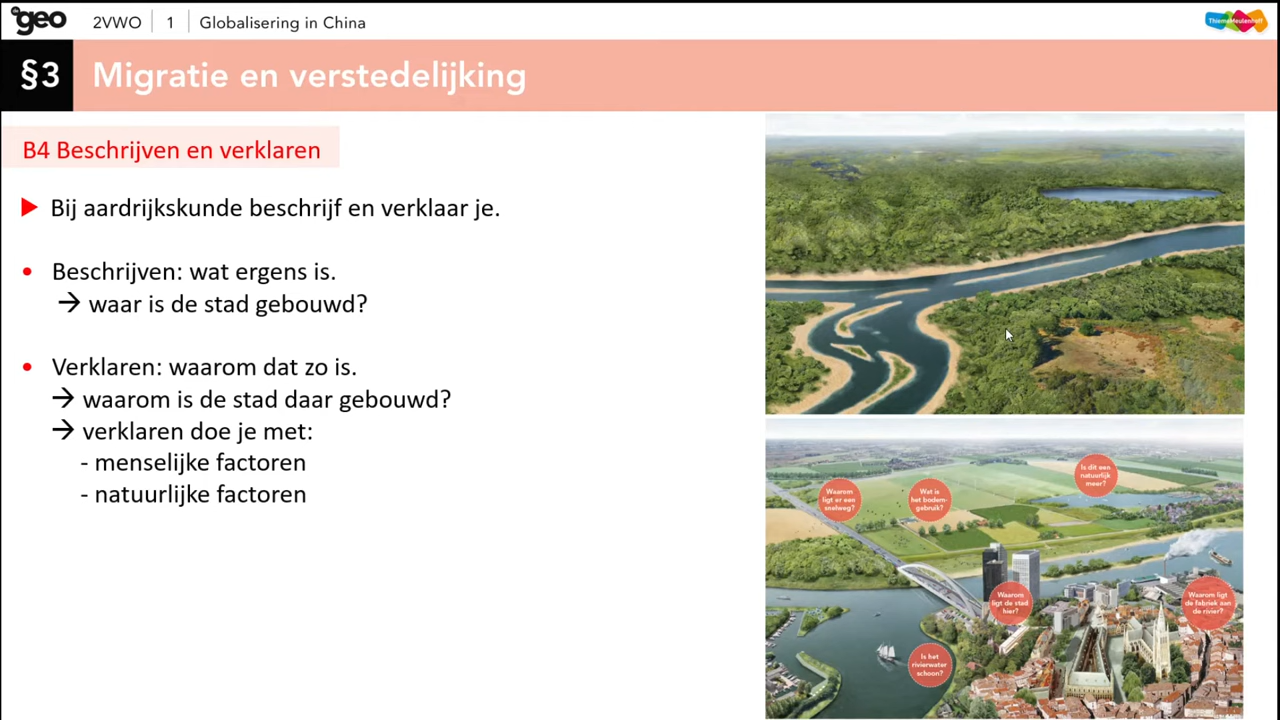 de geo
2VWO | 1 | Globalisering in China
ThiemeMeulenhoff
§3 Migratie en verstedelijking
B4 Beschrijven en verklaren
▶ Bij aardrijkskunde beschrijf en verklaar je.
• Beschrijven: wat ergens is.
→ waar is de stad gebouwd?
• Verklaren: waarom dat zo is.
→ waarom is de stad daar gebouwd?
→ verklaren doe je met:
- menselijke factoren
- natuurlijke factoren
Waarom
ligt er een
snelweg?
Wat is
het bodem-
gebruik?
Is dit een
natuurlijk
meer?
Waarom
ligt de stad
hier?
Waarom ligt
de fabriek aan
de rivier?
Is het
rivierwater
schoon?